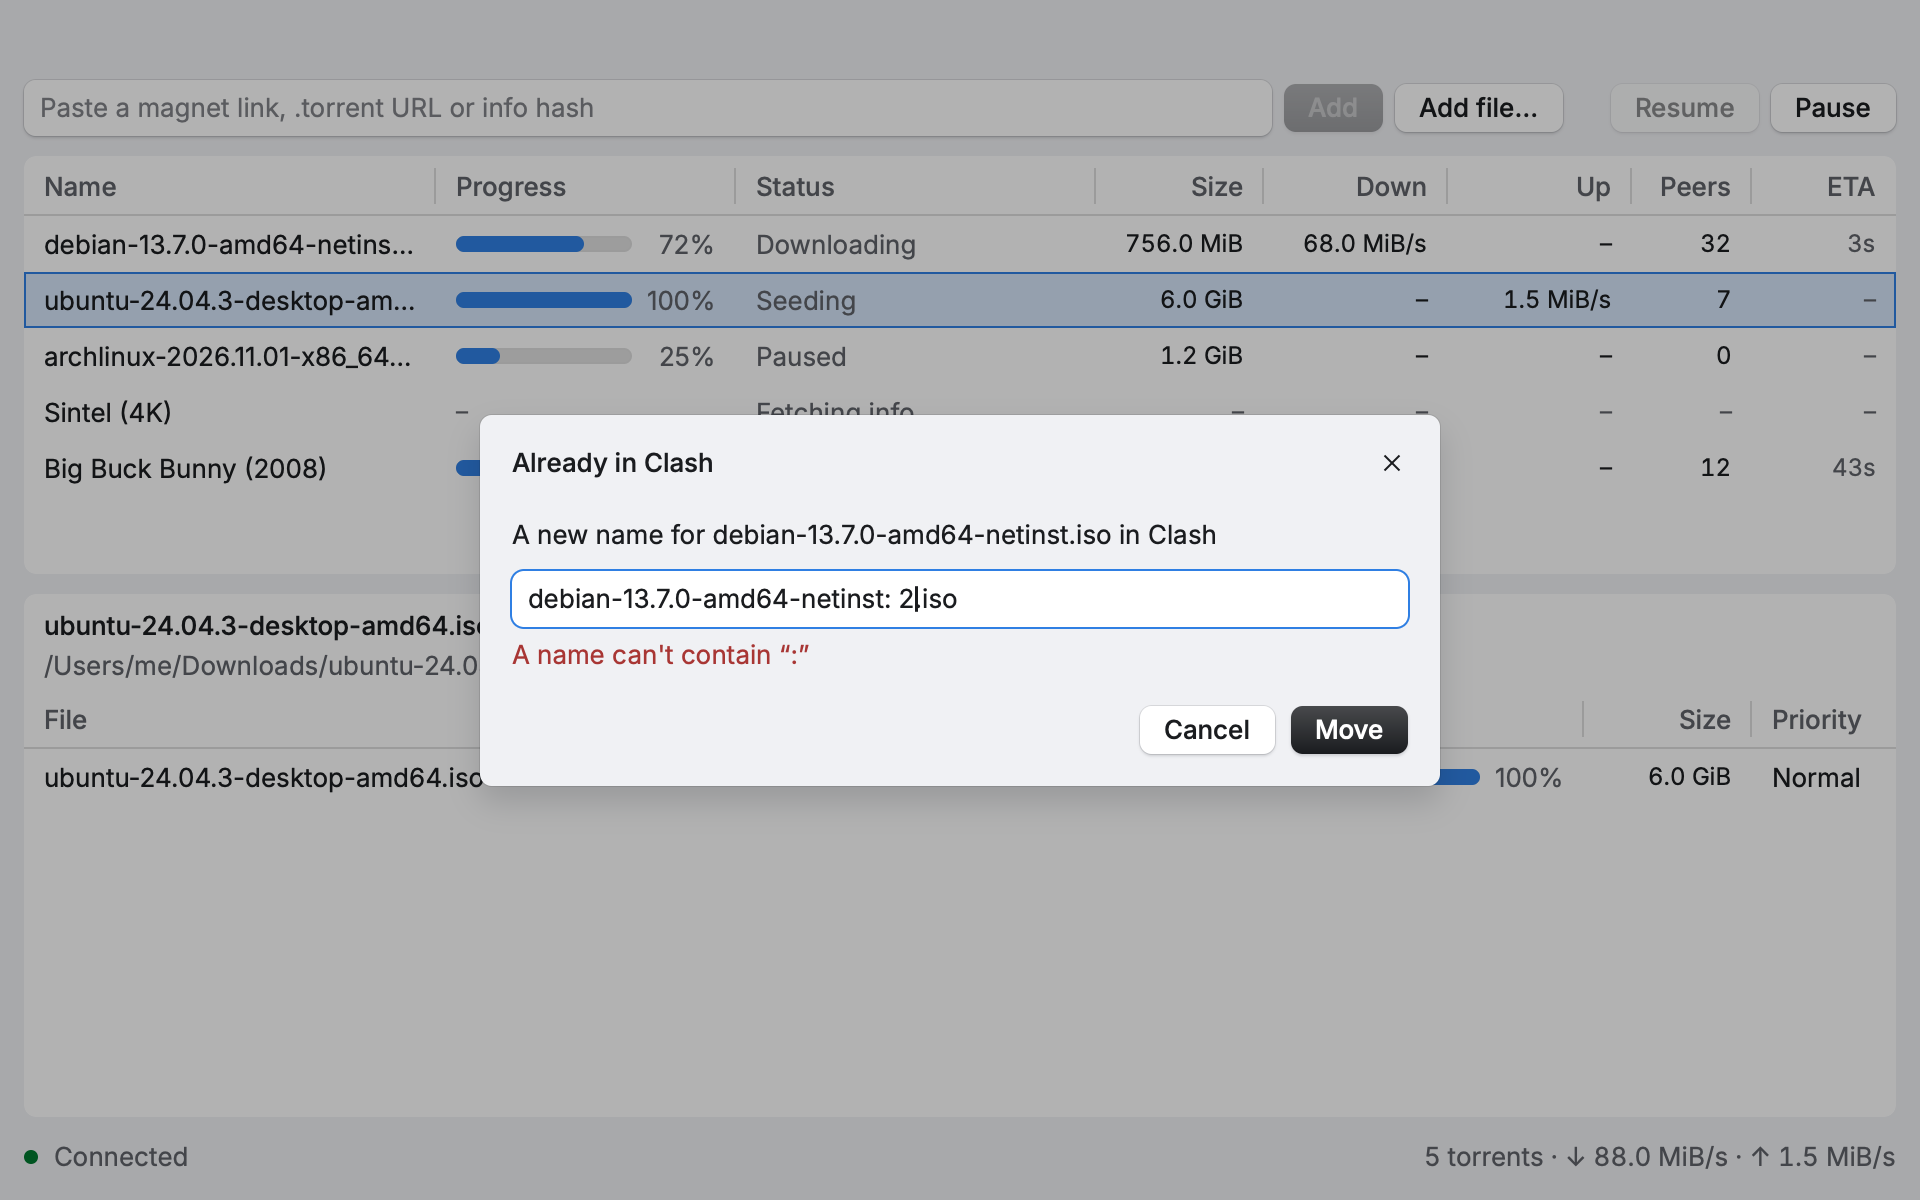 Paste a magnet link, .torrent URL or info hash
Add
Add file...
Resume
Pause
Name Progress Status Size Down Up Peers ETA
debian-13.7.0-amd64-netins... 72% Downloading 756.0 MiB 68.0 MiB/s – 32 3s
ubuntu-24.04.3-desktop-am... 100% Seeding 6.0 GiB – 1.5 MiB/s 7 –
archlinux-2026.11.01-x86_64... 25% Paused 1.2 GiB – – 0 –
Sintel (4K) – Fetching info – – – – –
Big Buck Bunny (2008) – 12 43s
Already in Clash
A new name for debian-13.7.0-amd64-netinst.iso in Clash
debian-13.7.0-amd64-netinst: 2.iso
A name can't contain “:”
Cancel
Move
ubuntu-24.04.3-desktop-amd64.iso
/Users/me/Downloads/ubuntu-24.0
File Size Priority
ubuntu-24.04.3-desktop-amd64.iso 100% 6.0 GiB Normal
Connected
5 torrents · ↓ 88.0 MiB/s · ↑ 1.5 MiB/s